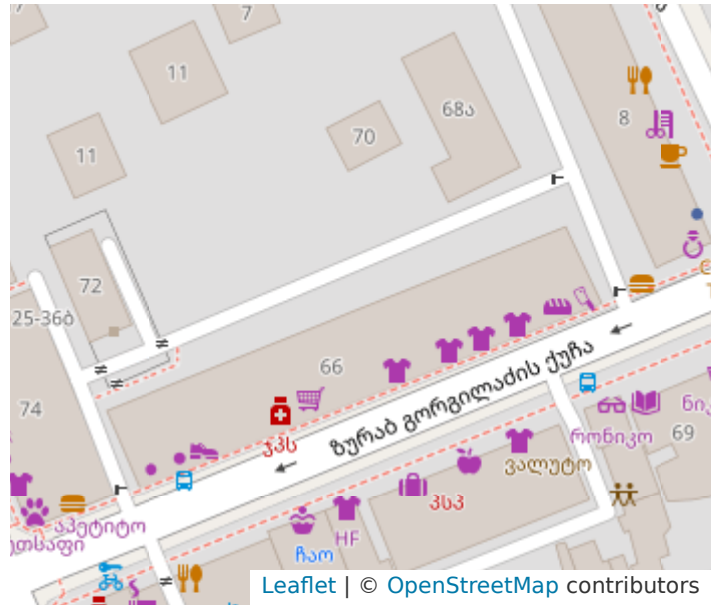 7
11
68ა
8
70
11
72
25-36ბ
66
74
ზურაბ გორგილაძის ქუჩა
ჯპს
რონიკო
69
ვალუტო
პსპ
აპეტიტო
HF
ჩაო
Leaflet | © OpenStreetMap contributors